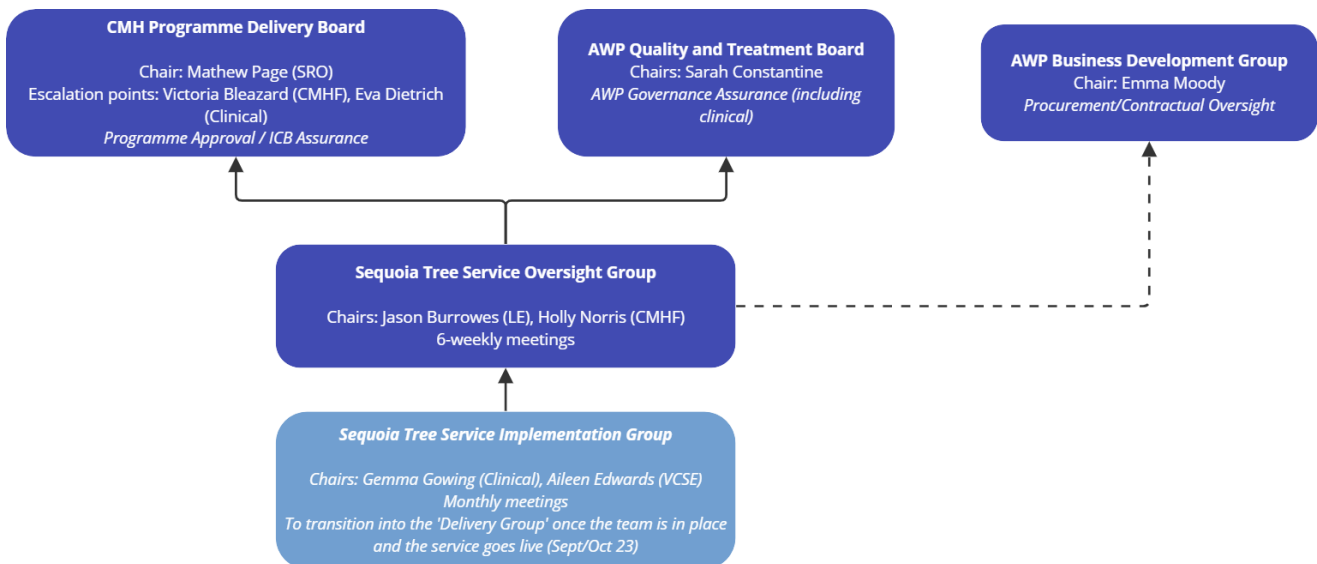 CMH Programme Delivery Board
Chair: Mathew Page (SRO)
Escalation points: Victoria Bleazard (CMHF), Eva Dietrich
(Clinical)
Programme Approval / ICB Assurance
AWP Quality and Treatment Board
Chairs: Sarah Constantine
AWP Governance Assurance (including
clinical)
AWP Business Development Group
Chair: Emma Moody
Procurement/Contractual Oversight
Sequoia Tree Service Oversight Group
Chairs: Jason Burrowes (LE), Holly Norris (CMHF)
6-weekly meetings
Sequoia Tree Service Implementation Group
Chairs: Gemma Gowing (Clinical), Aileen Edwards (VCSE)
Monthly meetings
To transition into the 'Delivery Group' once the team is in place
and the service goes live (Sept/Oct 23)